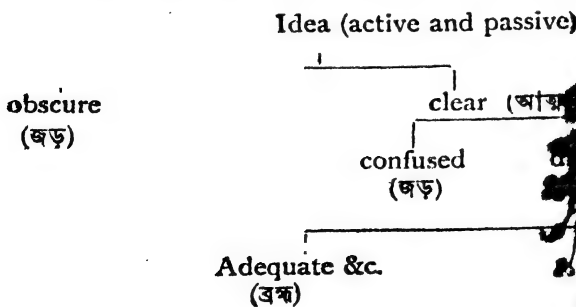 Idea (active and passive)
obscure clear
(জড়)
confused
(জড়)
Adequate &c.
(ব্রহ্ম)